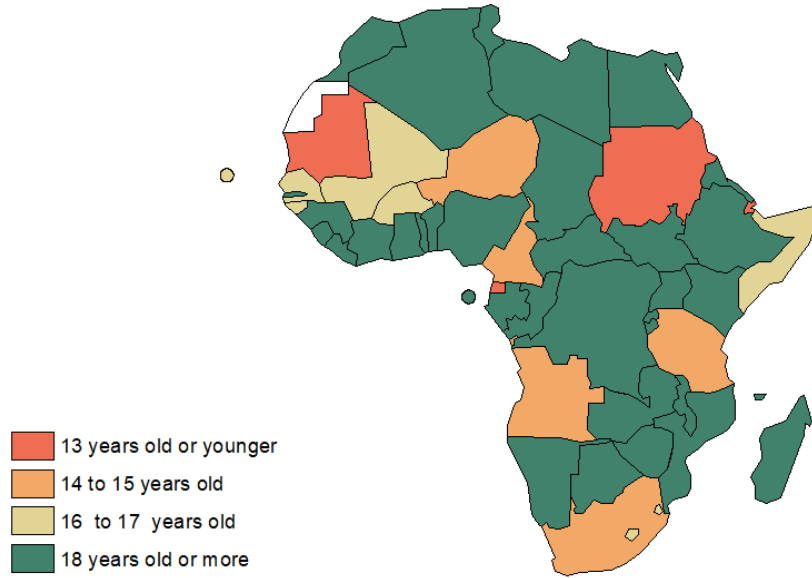 13 years old or younger
14 to 15 years old
16 to 17 years old
18 years old or more